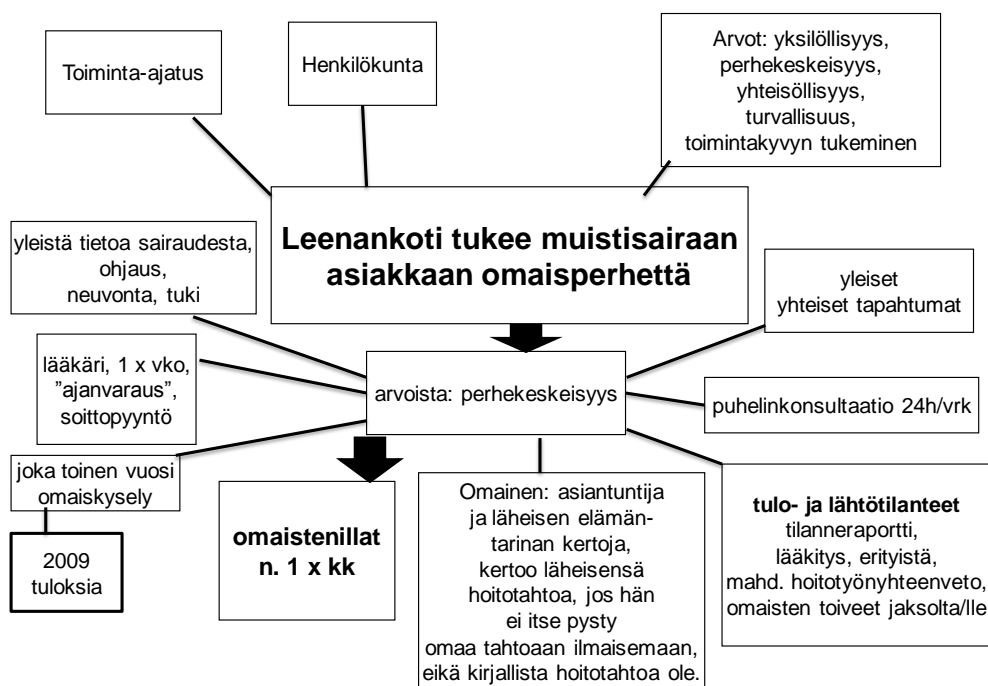 Toiminta-ajatus
Henkilökunta
Arvot: yksilöllisyys,
perhekeskeisyys,
yhteisöllisyys,
turvallisuus,
toimintakyvyn tukeminen
Leenankoti tukee muistisairaan
asiakkaan omaisperhettä
yleistä tietoa sairaudesta,
ohjaus,
neuvonta, tuki
yleiset
yhteiset tapahtumat
lääkäri, 1 x vko,
”ajanvaraus”,
soittopyyntö
arvoista: perhekeskeisyys
puhelinkonsultaatio 24h/vrk
joka toinen vuosi
omaiskysely
2009
tuloksia
omaistenillat
n. 1 x kk
Omainen: asiantuntija
ja läheisen elämän-
tarinan kertoja,
kertoo läheisensä
hoitotahtoa, jos hän
ei itse pysty
omaa tahtoaan ilmaisemaan,
eikä kirjallista hoitotahtoa ole.
tulo- ja lähtötilanteet
tilanneraportti,
lääkitys, erityistä,
mahd. hoitotyönyhteenveto,
omaisten toiveet jaksolta/lle